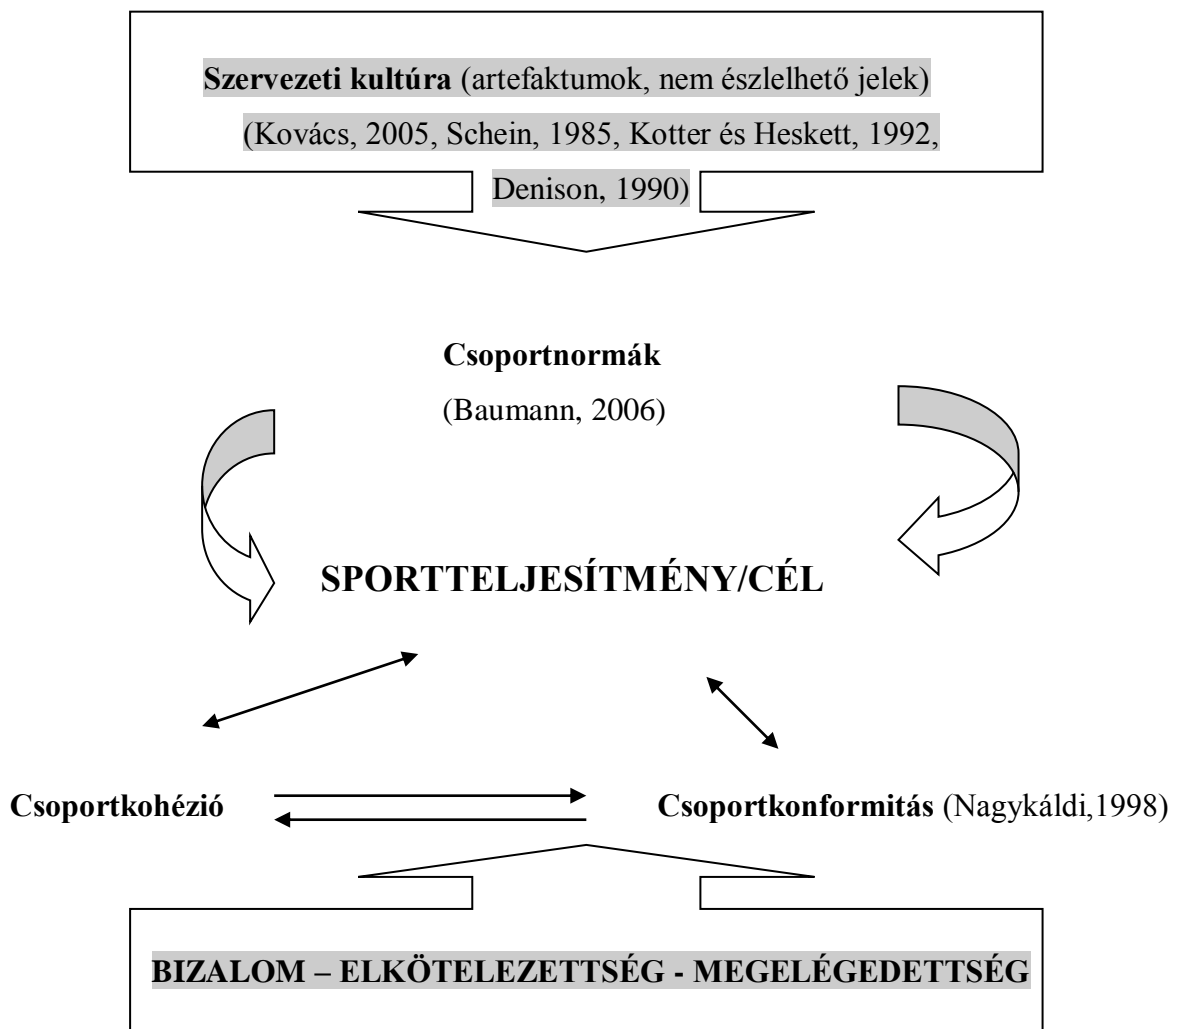 Szervezeti kultúra (artefaktumok, nem észlelhető jelek)
(Kovács, 2005, Schein, 1985, Kotter és Heskett, 1992,
Denison, 1990)
Csoportnormák
(Baumann, 2006)
SPORTTELJESÍTMÉNY/CÉL
Csoportkohézió
Csoportkonformitás (Nagykáldi,1998)
BIZALOM – ELKÖTELEZETTSÉG - MEGELÉGEDETTSÉG